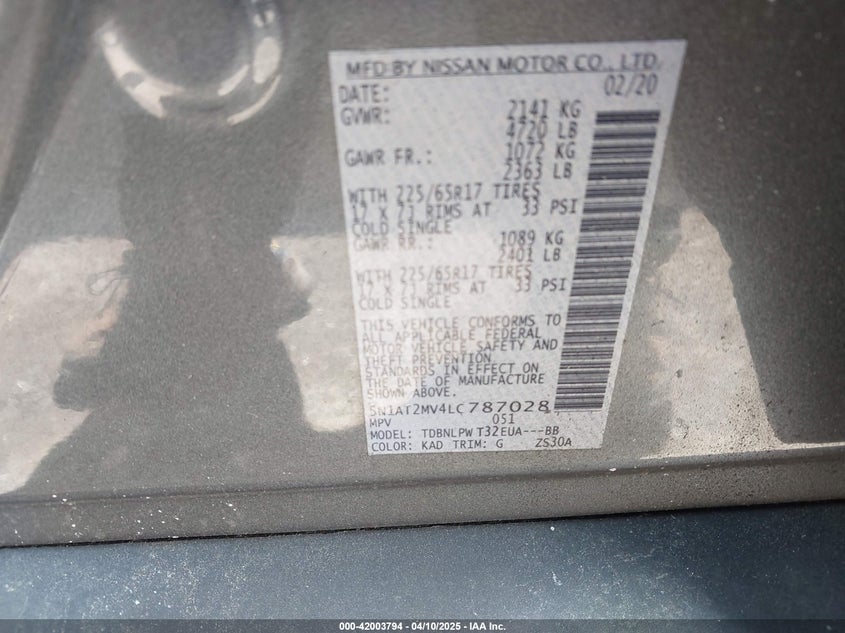 MFD BY NISSAN MOTOR CO., LTD.
DATE: 02/20
GVWR: 2141 KG
4720 LB
GAWR FR.: 1072 KG
2363 LB
WITH 225/65R17 TIRES
17 X 7J RIMS AT 33 PSI
COLD SINGLE
GAWR RR.: 1089 KG
2401 LB
WITH 225/65R17 TIRES
17 X 7J RIMS AT 33 PSI
COLD SINGLE
THIS VEHICLE CONFORMS TO
ALL APPLICABLE FEDERAL
MOTOR VEHICLE SAFETY AND
THEFT PREVENTION
STANDARDS IN EFFECT ON
THE DATE OF MANUFACTURE
SHOWN ABOVE.
5N1AT2MV4LC787028
MPV 051
MODEL: TDBNLPW T32EUA---BB
COLOR: KAD TRIM: G ZS30A
000-42003794 - 04/10/2025 - IAA Inc.